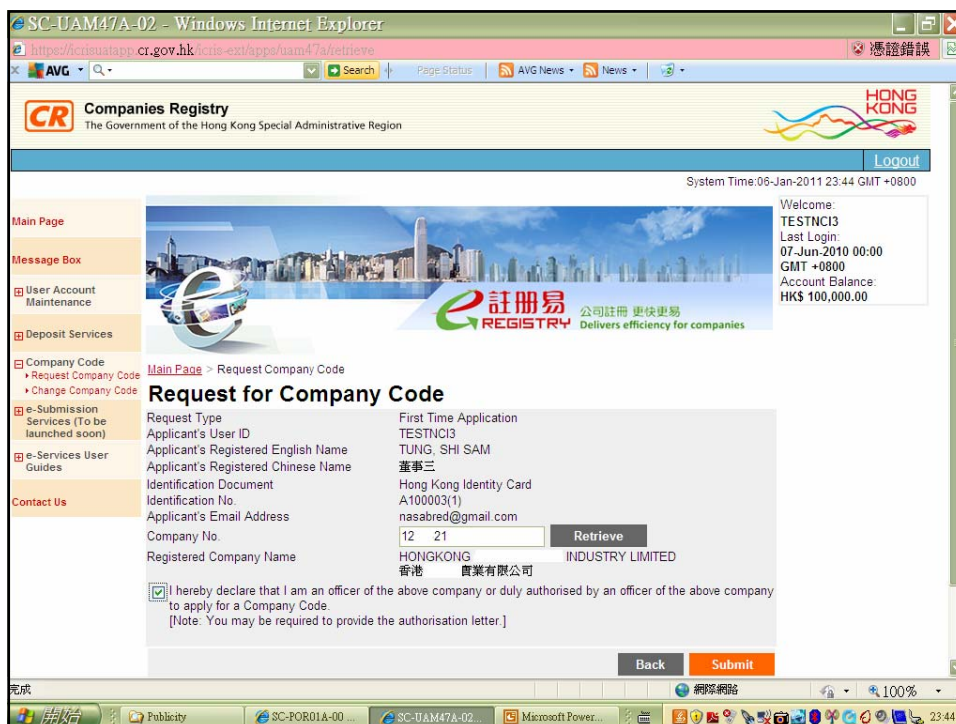 SC-UAM47A-02 - Windows Internet Explorer
https://icrisuatapp.cr.gov.hk/icris-ext/apps/uam47a/retrieve
憑證錯誤
AVG
Search
Page Status
AVG News
News
CR
Companies Registry
The Government of the Hong Kong Special Administrative Region
HONG
KONG
Logout
System Time:06-Jan-2011 23:44 GMT +0800
Main Page
Message Box
User Account
Maintenance
Deposit Services
Company Code
Request Company Code
Change Company Code
e-Submission
Services (To be
launched soon)
e-Services User
Guides
Contact Us
註冊易
REGISTRY
公司註冊 更快更易
Delivers efficiency for companies
Welcome:
TESTNCI3
Last Login:
07-Jun-2010 00:00
GMT +0800
Account Balance:
HK$ 100,000.00
Main Page > Request Company Code
Request for Company Code
Request Type First Time Application
Applicant's User ID TESTNCI3
Applicant's Registered English Name TUNG, SHI SAM
Applicant's Registered Chinese Name 董事三
Identification Document Hong Kong Identity Card
Identification No. A100003(1)
Applicant's Email Address nasabred@gmail.com
Company No. 12 21 Retrieve
Registered Company Name HONGKONG INDUSTRY LIMITED
香港 實業有限公司
I hereby declare that I am an officer of the above company or duly authorised by an officer of the above company
to apply for a Company Code.
[Note: You may be required to provide the authorisation letter.]
Back Submit
完成
網際網路
100%
開始
Publicity
SC-POR01A-00 ...
SC-UAM47A-02...
Microsoft Power...
23:44